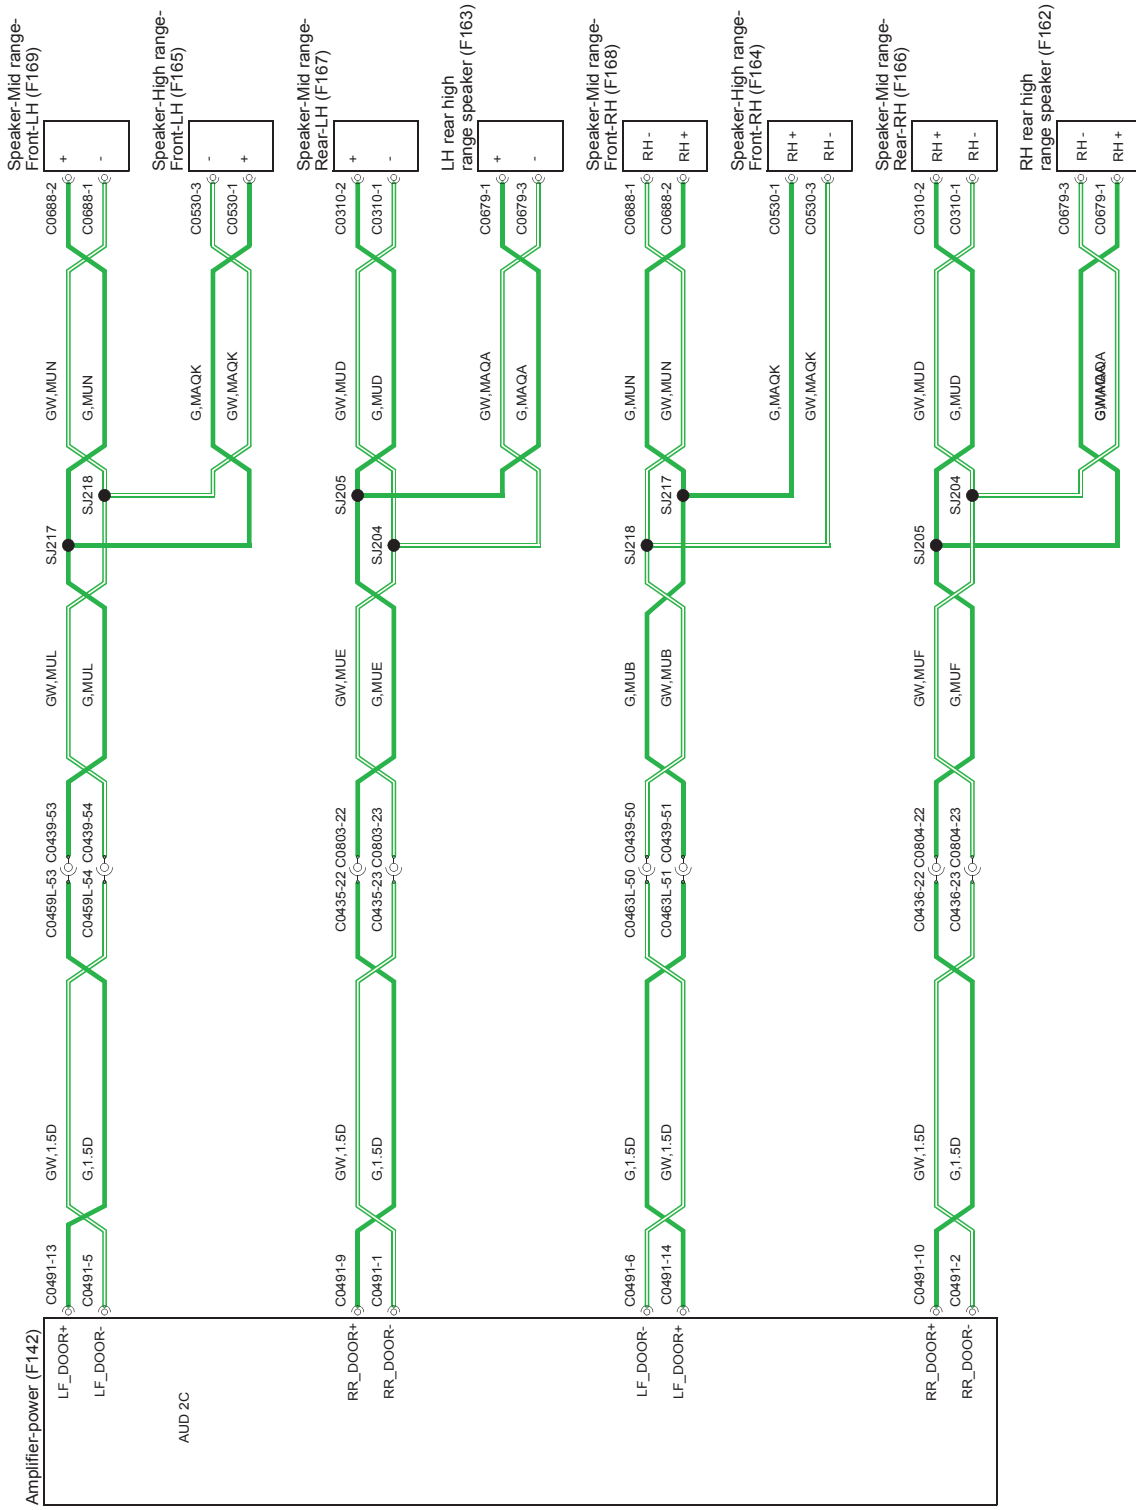 Speaker-Mid range-
Front-LH (F169)
+
-
C0688-2
C0688-1
GW,MUN
G,MUN
SJ217
SJ218
GW,MUL
G,MUL
C0439-53
C0439-54
C0459L-53
C0459L-54
GW,1.5D
G,1.5D
C0491-13
C0491-5
LF_DOOR+
LF_DOOR-
Speaker-High range-
Front-LH (F165)
-
+
C0530-3
C0530-1
G,MAQK
GW,MAQK
Speaker-Mid range-
Rear-LH (F167)
+
-
C0310-2
C0310-1
GW,MUD
G,MUD
SJ205
SJ204
GW,MUE
G,MUE
C0803-22
C0803-23
C0435-22
C0435-23
GW,1.5D
G,1.5D
C0491-9
C0491-1
RR_DOOR+
RR_DOOR-
LH rear high
range speaker (F163)
+
-
C0679-1
C0679-3
GW,MAQA
G,MAQA
Speaker-Mid range-
Front-RH (F168)
RH -
RH +
C0688-1
C0688-2
G,MUN
GW,MUN
SJ218
SJ217
G,MUB
GW,MUB
C0439-50
C0439-51
C0463L-50
C0463L-51
G,1.5D
GW,1.5D
C0491-6
C0491-14
LF_DOOR-
LF_DOOR+
Speaker-High range-
Front-RH (F164)
RH +
RH -
C0530-1
C0530-3
G,MAQK
GW,MAQK
Speaker-Mid range-
Rear-RH (F166)
RH +
RH -
C0310-2
C0310-1
GW,MUD
G,MUD
SJ205
SJ204
GW,MUF
G,MUF
C0804-22
C0804-23
C0436-22
C0436-23
GW,1.5D
G,1.5D
C0491-10
C0491-2
RR_DOOR+
RR_DOOR-
RH rear high
range speaker (F162)
RH -
RH +
C0679-3
C0679-1
Amplifier-power (F142)
AUD 2C